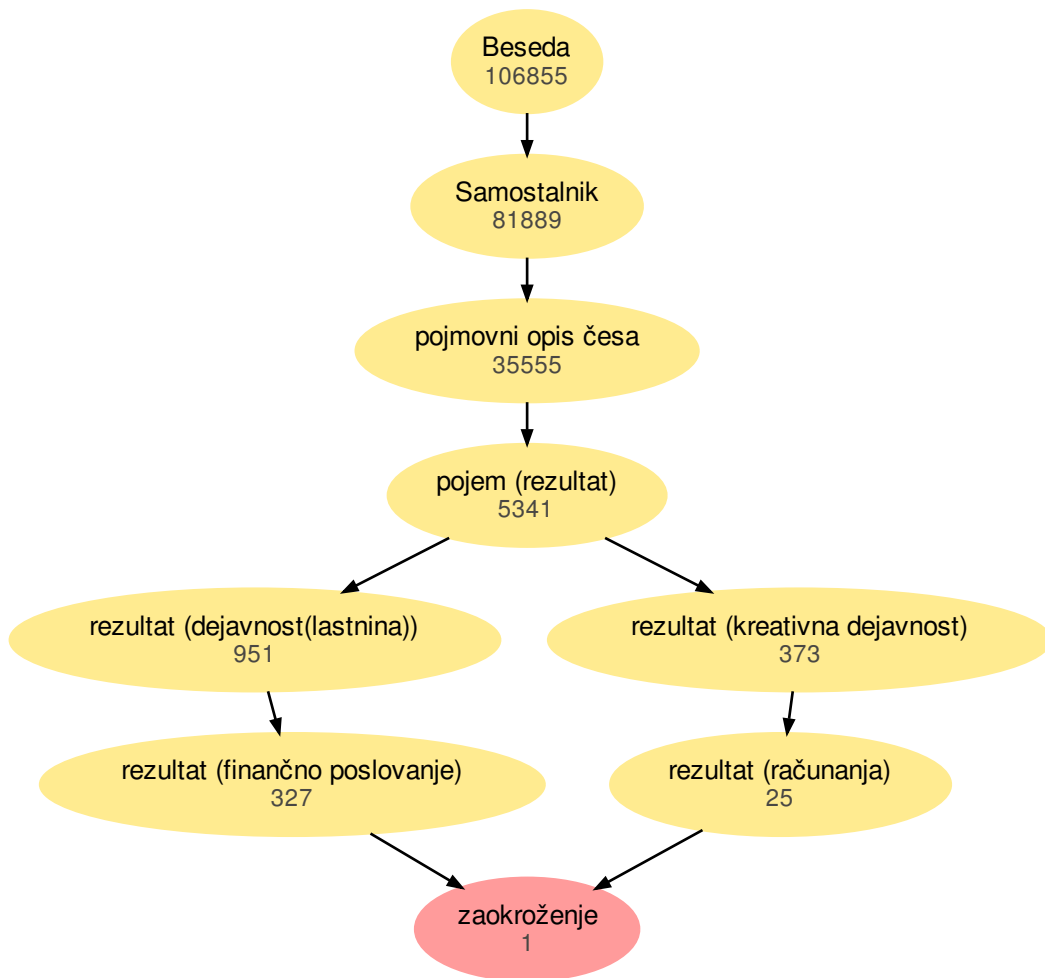 Beseda
106855
Samostalnik
81889
pojmovni opis česa
35555
pojem (rezultat)
5341
rezultat (dejavnost(lastnina))
951
rezultat (kreativna dejavnost)
373
rezultat (finančno poslovanje)
327
rezultat (računanja)
25
zaokroženje
1